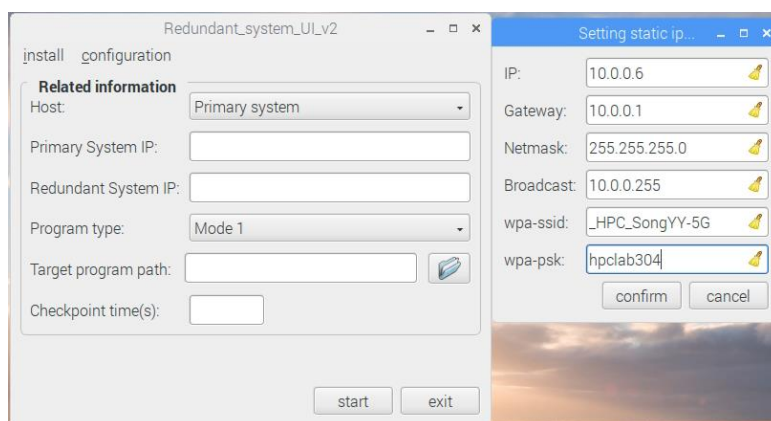 Redundant_system_UI_v2
install configuration
Related information
Host: Primary system
Primary System IP:
Redundant System IP:
Program type: Mode 1
Target program path:
Checkpoint time(s):
start exit
Setting static ip...
IP: 10.0.0.6
Gateway: 10.0.0.1
Netmask: 255.255.255.0
Broadcast: 10.0.0.255
wpa-ssid: _HPC_SongYY-5G
wpa-psk: hpclab304
confirm cancel